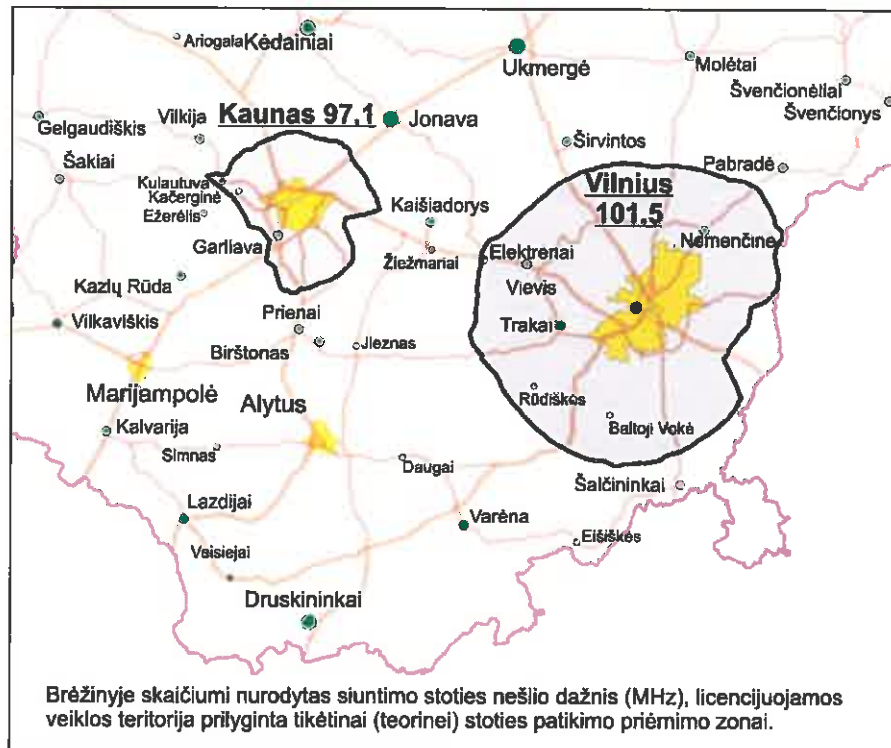 Ariogala
Kėdainiai
Ukmergė
Molėtai
Švenčionėliai
Švenčionys
Gelgaudiškis
Vilkija
Kaunas 97,1
Jonava
Širvintos
Šakiai
Pabradė
Kulautuva
Kačerginė
Ežerėlis
Vilnius
101.5
Kaišiadorys
Nemenčinė
Garliava
Žiežmariai
Elektrėnai
Vievis
Kazlų Rūda
Prienai
Vilkaviškis
Trakai
Birštonas
Jieznas
Marijampolė
Alytus
Rūdiškės
Baltoji Vokė
Kalvarija
Simnas
Daugai
Šalčininkai
Lazdijai
Varėna
Eišiškės
Veisiejai
Druskininkai
Brėžinyje skaičiumi nurodytas siuntimo stoties nešlio dažnis (MHz), licencijuojamos
veiklos teritorija prilyginta tikėtinai (teorinei) stoties patikimo priėmimo zonai.